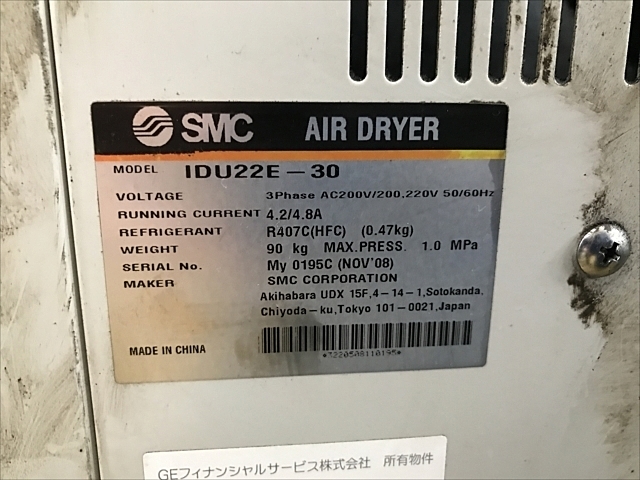 SMC AIR DRYER
MODEL IDU22E-30
VOLTAGE 3Phase AC200V/200.220V 50/60Hz
RUNNING CURRENT 4.2/4.8A
REFRIGERANT R407C(HFC) (0.47kg)
WEIGHT 90 kg MAX.PRESS. 1.0 MPa
SERIAL No. My 0195C (NOV'08)
MAKER SMC CORPORATION
Akihabara UDX 15F,4-14-1,Sotokanda,
Chiyoda-ku,Tokyo 101-0021,Japan
MADE IN CHINA
*3220508110195*
GEフィナンシャルサービス株式会社 所有物件